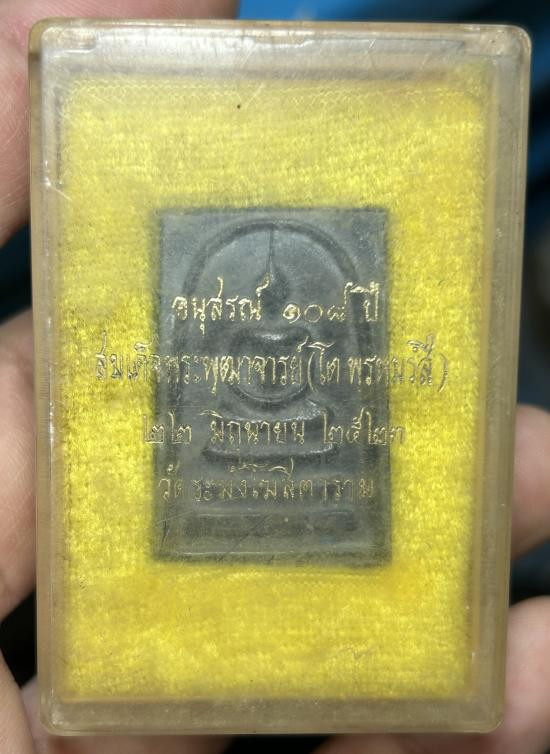 อนุสรณ์ ๑๐๘ ปี
สมเด็จพระพุฒาจารย์ (โต พรหมรังสี)
๒๒ มิถุนายน ๒๕๒๓
วัดระฆังโฆสิตาราม